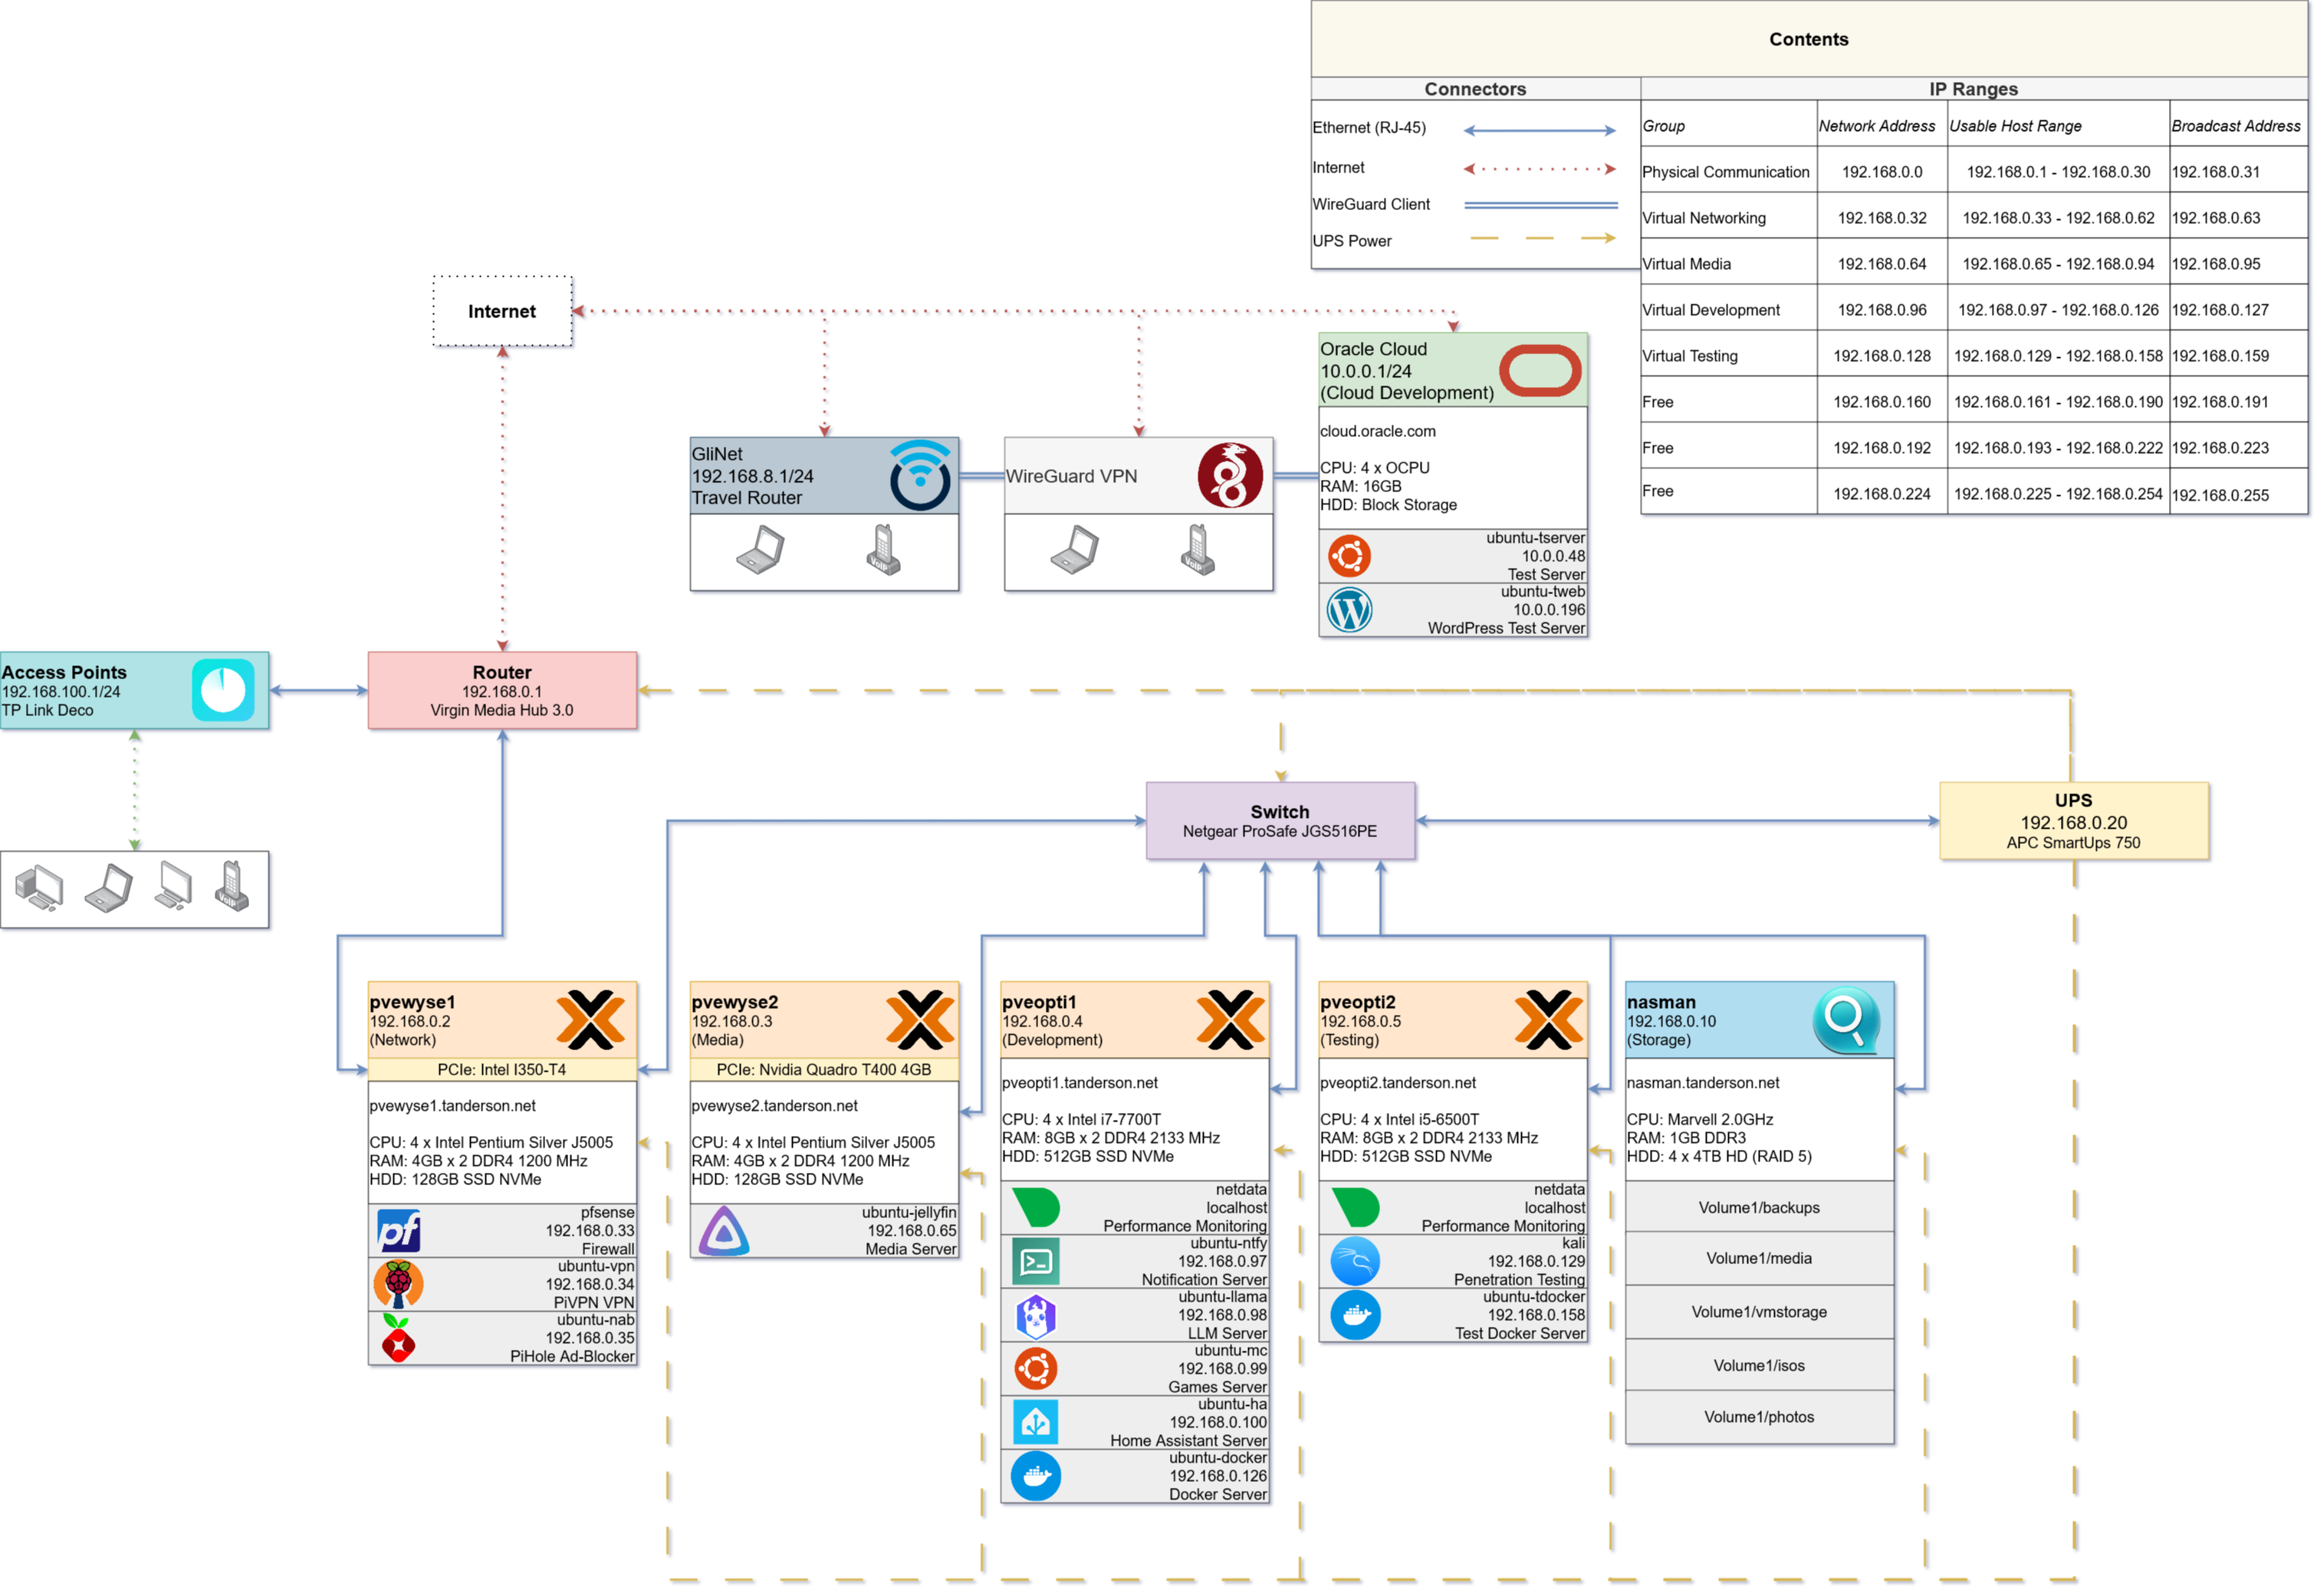 Contents
Connectors
IP Ranges
Ethernet (RJ-45)
Internet
WireGuard Client
UPS Power
Group Network Address Usable Host Range Broadcast Address
Physical Communication 192.168.0.0 192.168.0.1 - 192.168.0.30 192.168.0.31
Virtual Networking 192.168.0.32 192.168.0.33 - 192.168.0.62 192.168.0.63
Virtual Media 192.168.0.64 192.168.0.65 - 192.168.0.94 192.168.0.95
Virtual Development 192.168.0.96 192.168.0.97 - 192.168.0.126 192.168.0.127
Virtual Testing 192.168.0.128 192.168.0.129 - 192.168.0.158 192.168.0.159
Free 192.168.0.160 192.168.0.161 - 192.168.0.190 192.168.0.191
Free 192.168.0.192 192.168.0.193 - 192.168.0.222 192.168.0.223
Free 192.168.0.224 192.168.0.225 - 192.168.0.254 192.168.0.255
Internet
GliNet
192.168.8.1/24
Travel Router
VoIP
WireGuard VPN
VoIP
Oracle Cloud
10.0.0.1/24
(Cloud Development)
cloud.oracle.com
CPU: 4 x OCPU
RAM: 16GB
HDD: Block Storage
ubuntu-tserver
10.0.0.48
Test Server
ubuntu-tweb
10.0.0.196
WordPress Test Server
Access Points
192.168.100.1/24
TP Link Deco
VoIP
Router
192.168.0.1
Virgin Media Hub 3.0
Switch
Netgear ProSafe JGS516PE
UPS
192.168.0.20
APC SmartUps 750
pvewyse1
192.168.0.2
(Network)
PCIe: Intel I350-T4
pvewyse1.tanderson.net
CPU: 4 x Intel Pentium Silver J5005
RAM: 4GB x 2 DDR4 1200 MHz
HDD: 128GB SSD NVMe
pf
pfsense
192.168.0.33
Firewall
ubuntu-vpn
192.168.0.34
PiVPN VPN
ubuntu-nab
192.168.0.35
PiHole Ad-Blocker
pvewyse2
192.168.0.3
(Media)
PCIe: Nvidia Quadro T400 4GB
pvewyse2.tanderson.net
CPU: 4 x Intel Pentium Silver J5005
RAM: 4GB x 2 DDR4 1200 MHz
HDD: 128GB SSD NVMe
ubuntu-jellyfin
192.168.0.65
Media Server
pveopti1
192.168.0.4
(Development)
pveopti1.tanderson.net
CPU: 4 x Intel i7-7700T
RAM: 8GB x 2 DDR4 2133 MHz
HDD: 512GB SSD NVMe
netdata
localhost
Performance Monitoring
ubuntu-ntfy
192.168.0.97
Notification Server
ubuntu-llama
192.168.0.98
LLM Server
ubuntu-mc
192.168.0.99
Games Server
ubuntu-ha
192.168.0.100
Home Assistant Server
ubuntu-docker
192.168.0.126
Docker Server
pveopti2
192.168.0.5
(Testing)
pveopti2.tanderson.net
CPU: 4 x Intel i5-6500T
RAM: 8GB x 2 DDR4 2133 MHz
HDD: 512GB SSD NVMe
netdata
localhost
Performance Monitoring
kali
192.168.0.129
Penetration Testing
ubuntu-tdocker
192.168.0.158
Test Docker Server
nasman
192.168.0.10
(Storage)
nasman.tanderson.net
CPU: Marvell 2.0GHz
RAM: 1GB DDR3
HDD: 4 x 4TB HD (RAID 5)
Volume1/backups
Volume1/media
Volume1/vmstorage
Volume1/isos
Volume1/photos